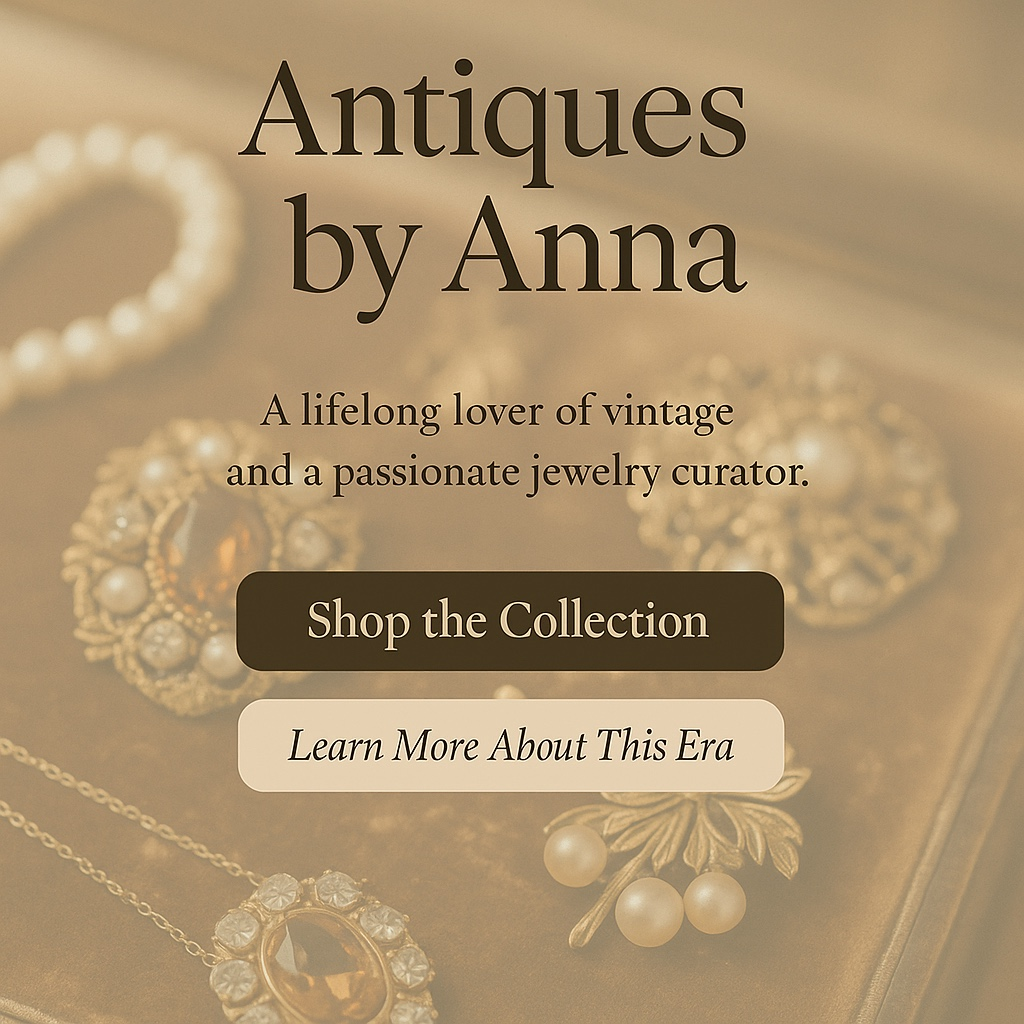 Antiques
by Anna
A lifelong lover of vintage
and a passionate jewelry curator.
Shop the Collection
Learn More About This Era